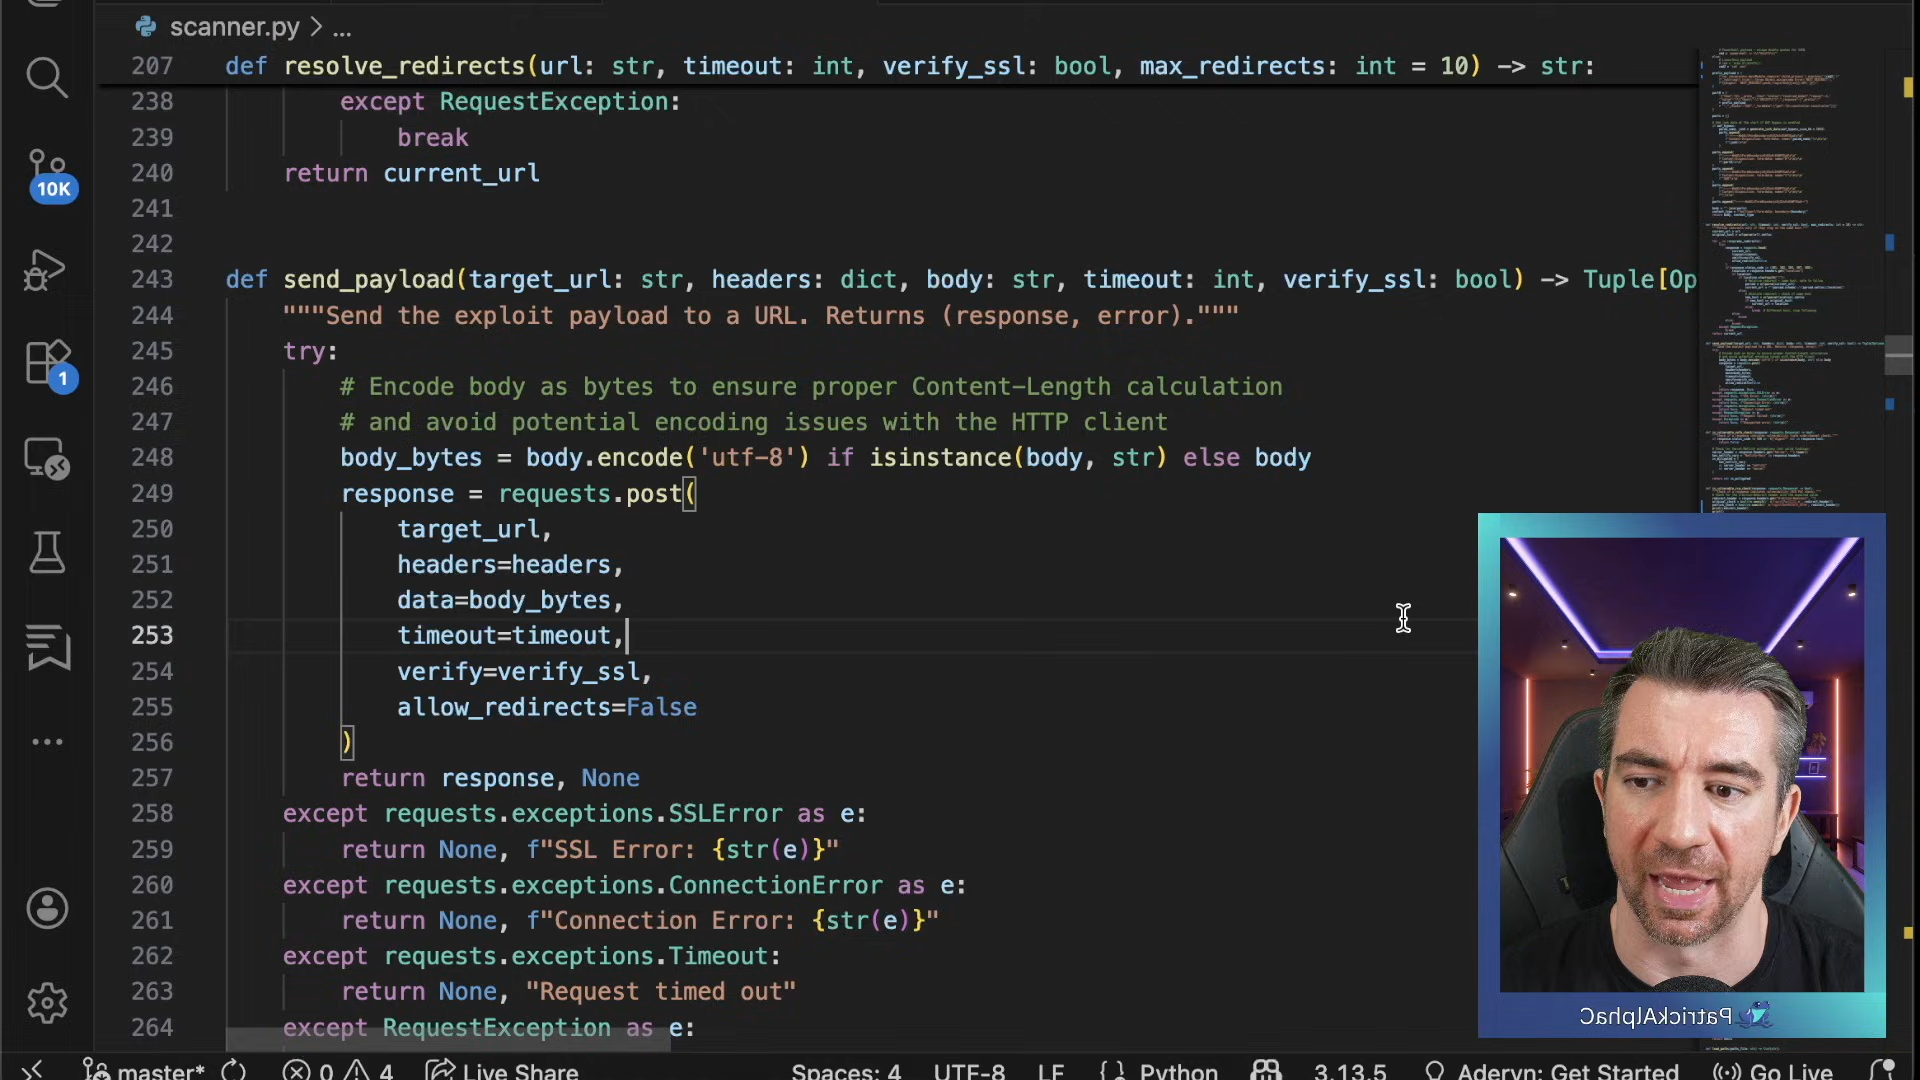 scanner.py > ...
207 def resolve_redirects(url: str, timeout: int, verify_ssl: bool, max_redirects: int = 10) -> str:
238 except RequestException:
239 break
240 return current_url
241
242
243 def send_payload(target_url: str, headers: dict, body: str, timeout: int, verify_ssl: bool) -> Tuple[Op
244 """Send the exploit payload to a URL. Returns (response, error)."""
245 try:
246 # Encode body as bytes to ensure proper Content-Length calculation
247 # and avoid potential encoding issues with the HTTP client
248 body_bytes = body.encode('utf-8') if isinstance(body, str) else body
249 response = requests.post(
250 target_url,
251 headers=headers,
252 data=body_bytes,
253 timeout=timeout,
254 verify=verify_ssl,
255 allow_redirects=False
256 )
257 return response, None
258 except requests.exceptions.SSLError as e:
259 return None, f"SSL Error: {str(e)}"
260 except requests.exceptions.ConnectionError as e:
261 return None, f"Connection Error: {str(e)}"
262 except requests.exceptions.Timeout:
263 return None, "Request timed out"
264 except RequestException as e:
10K
1
PatrickAlphaC
master* 0 4 Live Share Spaces: 4 UTF-8 LF {} Python 3.13.5 Aderyn: Get Started Go Live